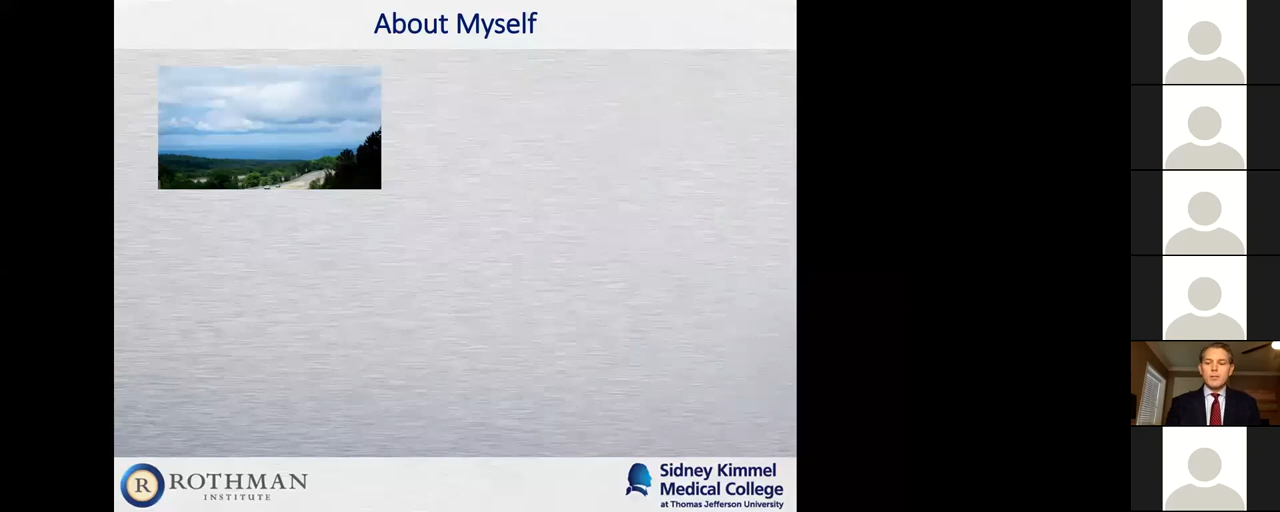 About Myself
R
ROTHMAN
INSTITUTE
Sidney Kimmel
Medical College
at Thomas Jefferson University